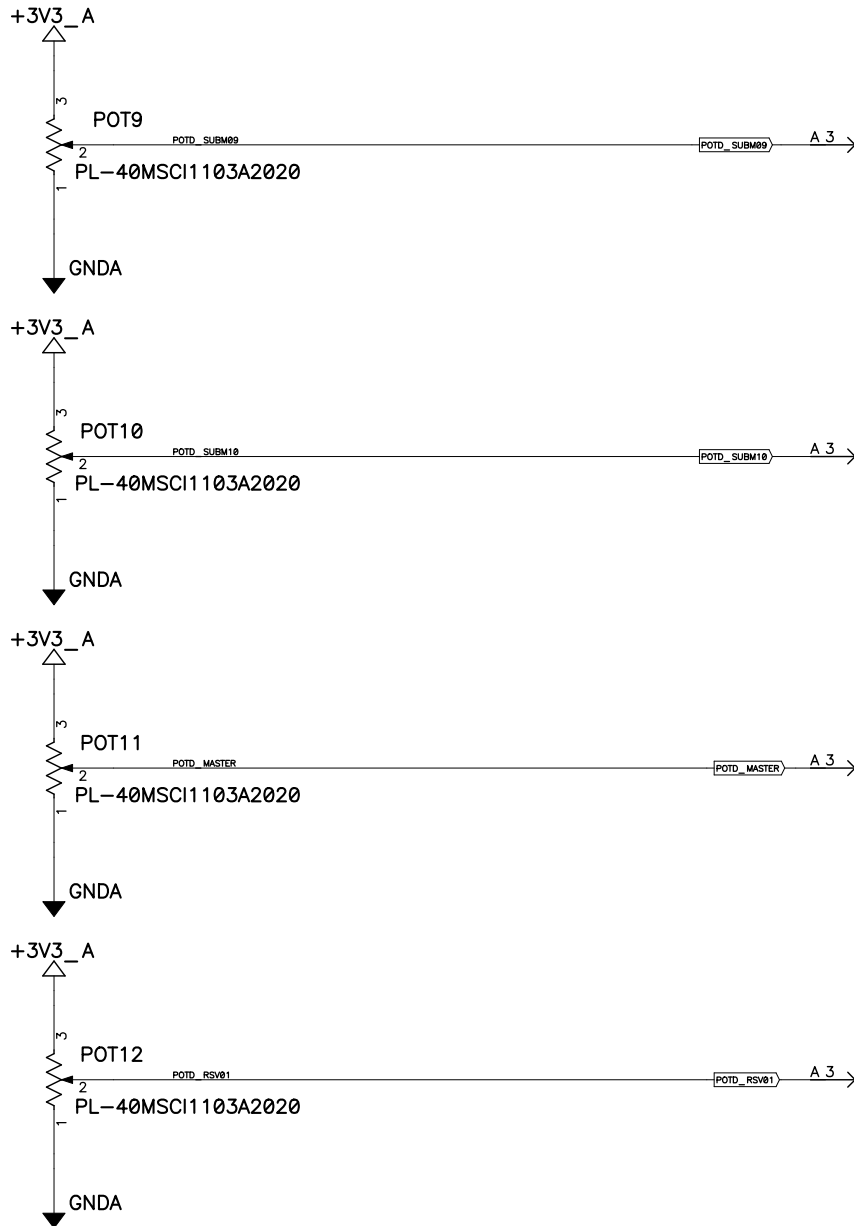 +3V3_A
3
POT9
POTD_SUBM09
POTD_SUBM09
A 3
2
PL-40MSCI1103A2020
1
GNDA
+3V3_A
3
POT10
POTD_SUBM10
POTD_SUBM10
A 3
2
PL-40MSCI1103A2020
1
GNDA
+3V3_A
3
POT11
POTD_MASTER
POTD_MASTER
A 3
2
PL-40MSCI1103A2020
1
GNDA
+3V3_A
3
POT12
POTD_RSV01
POTD_RSV01
A 3
2
PL-40MSCI1103A2020
1
GNDA